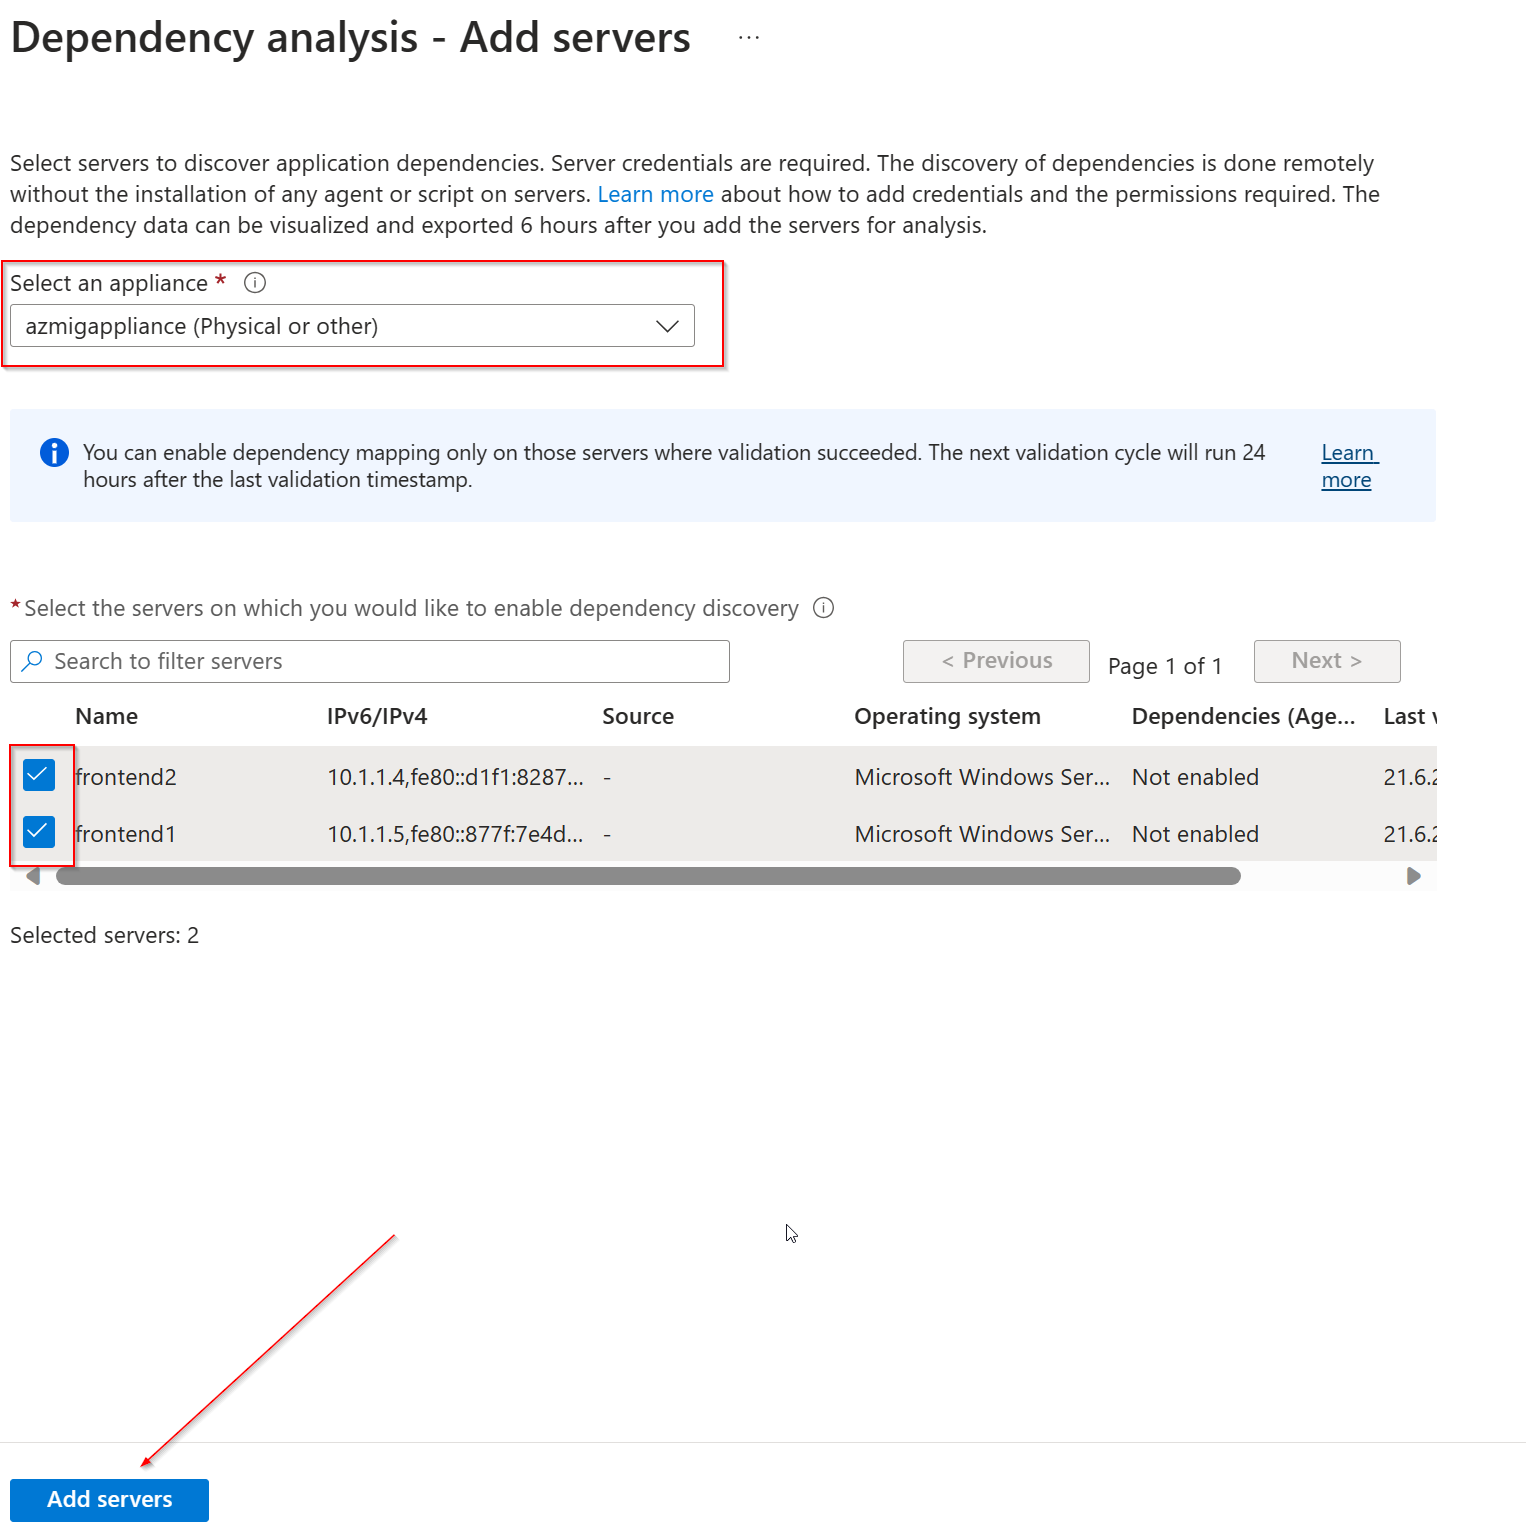 Dependency analysis - Add servers ...
Select servers to discover application dependencies. Server credentials are required. The discovery of dependencies is done remotely
without the installation of any agent or script on servers. Learn more about how to add credentials and the permissions required. The
dependency data can be visualized and exported 6 hours after you add the servers for analysis.
Select an appliance *
azmigappliance (Physical or other)
You can enable dependency mapping only on those servers where validation succeeded. The next validation cycle will run 24 Learn
hours after the last validation timestamp. more
* Select the servers on which you would like to enable dependency discovery
Search to filter servers < Previous Page 1 of 1 Next >
Name IPv6/IPv4 Source Operating system Dependencies (Age... Last
frontend2 10.1.1.4,fe80::d1f1:8287... - Microsoft Windows Ser... Not enabled 21.6.2
frontend1 10.1.1.5,fe80::877f:7e4d... - Microsoft Windows Ser... Not enabled 21.6.2
Selected servers: 2
Add servers